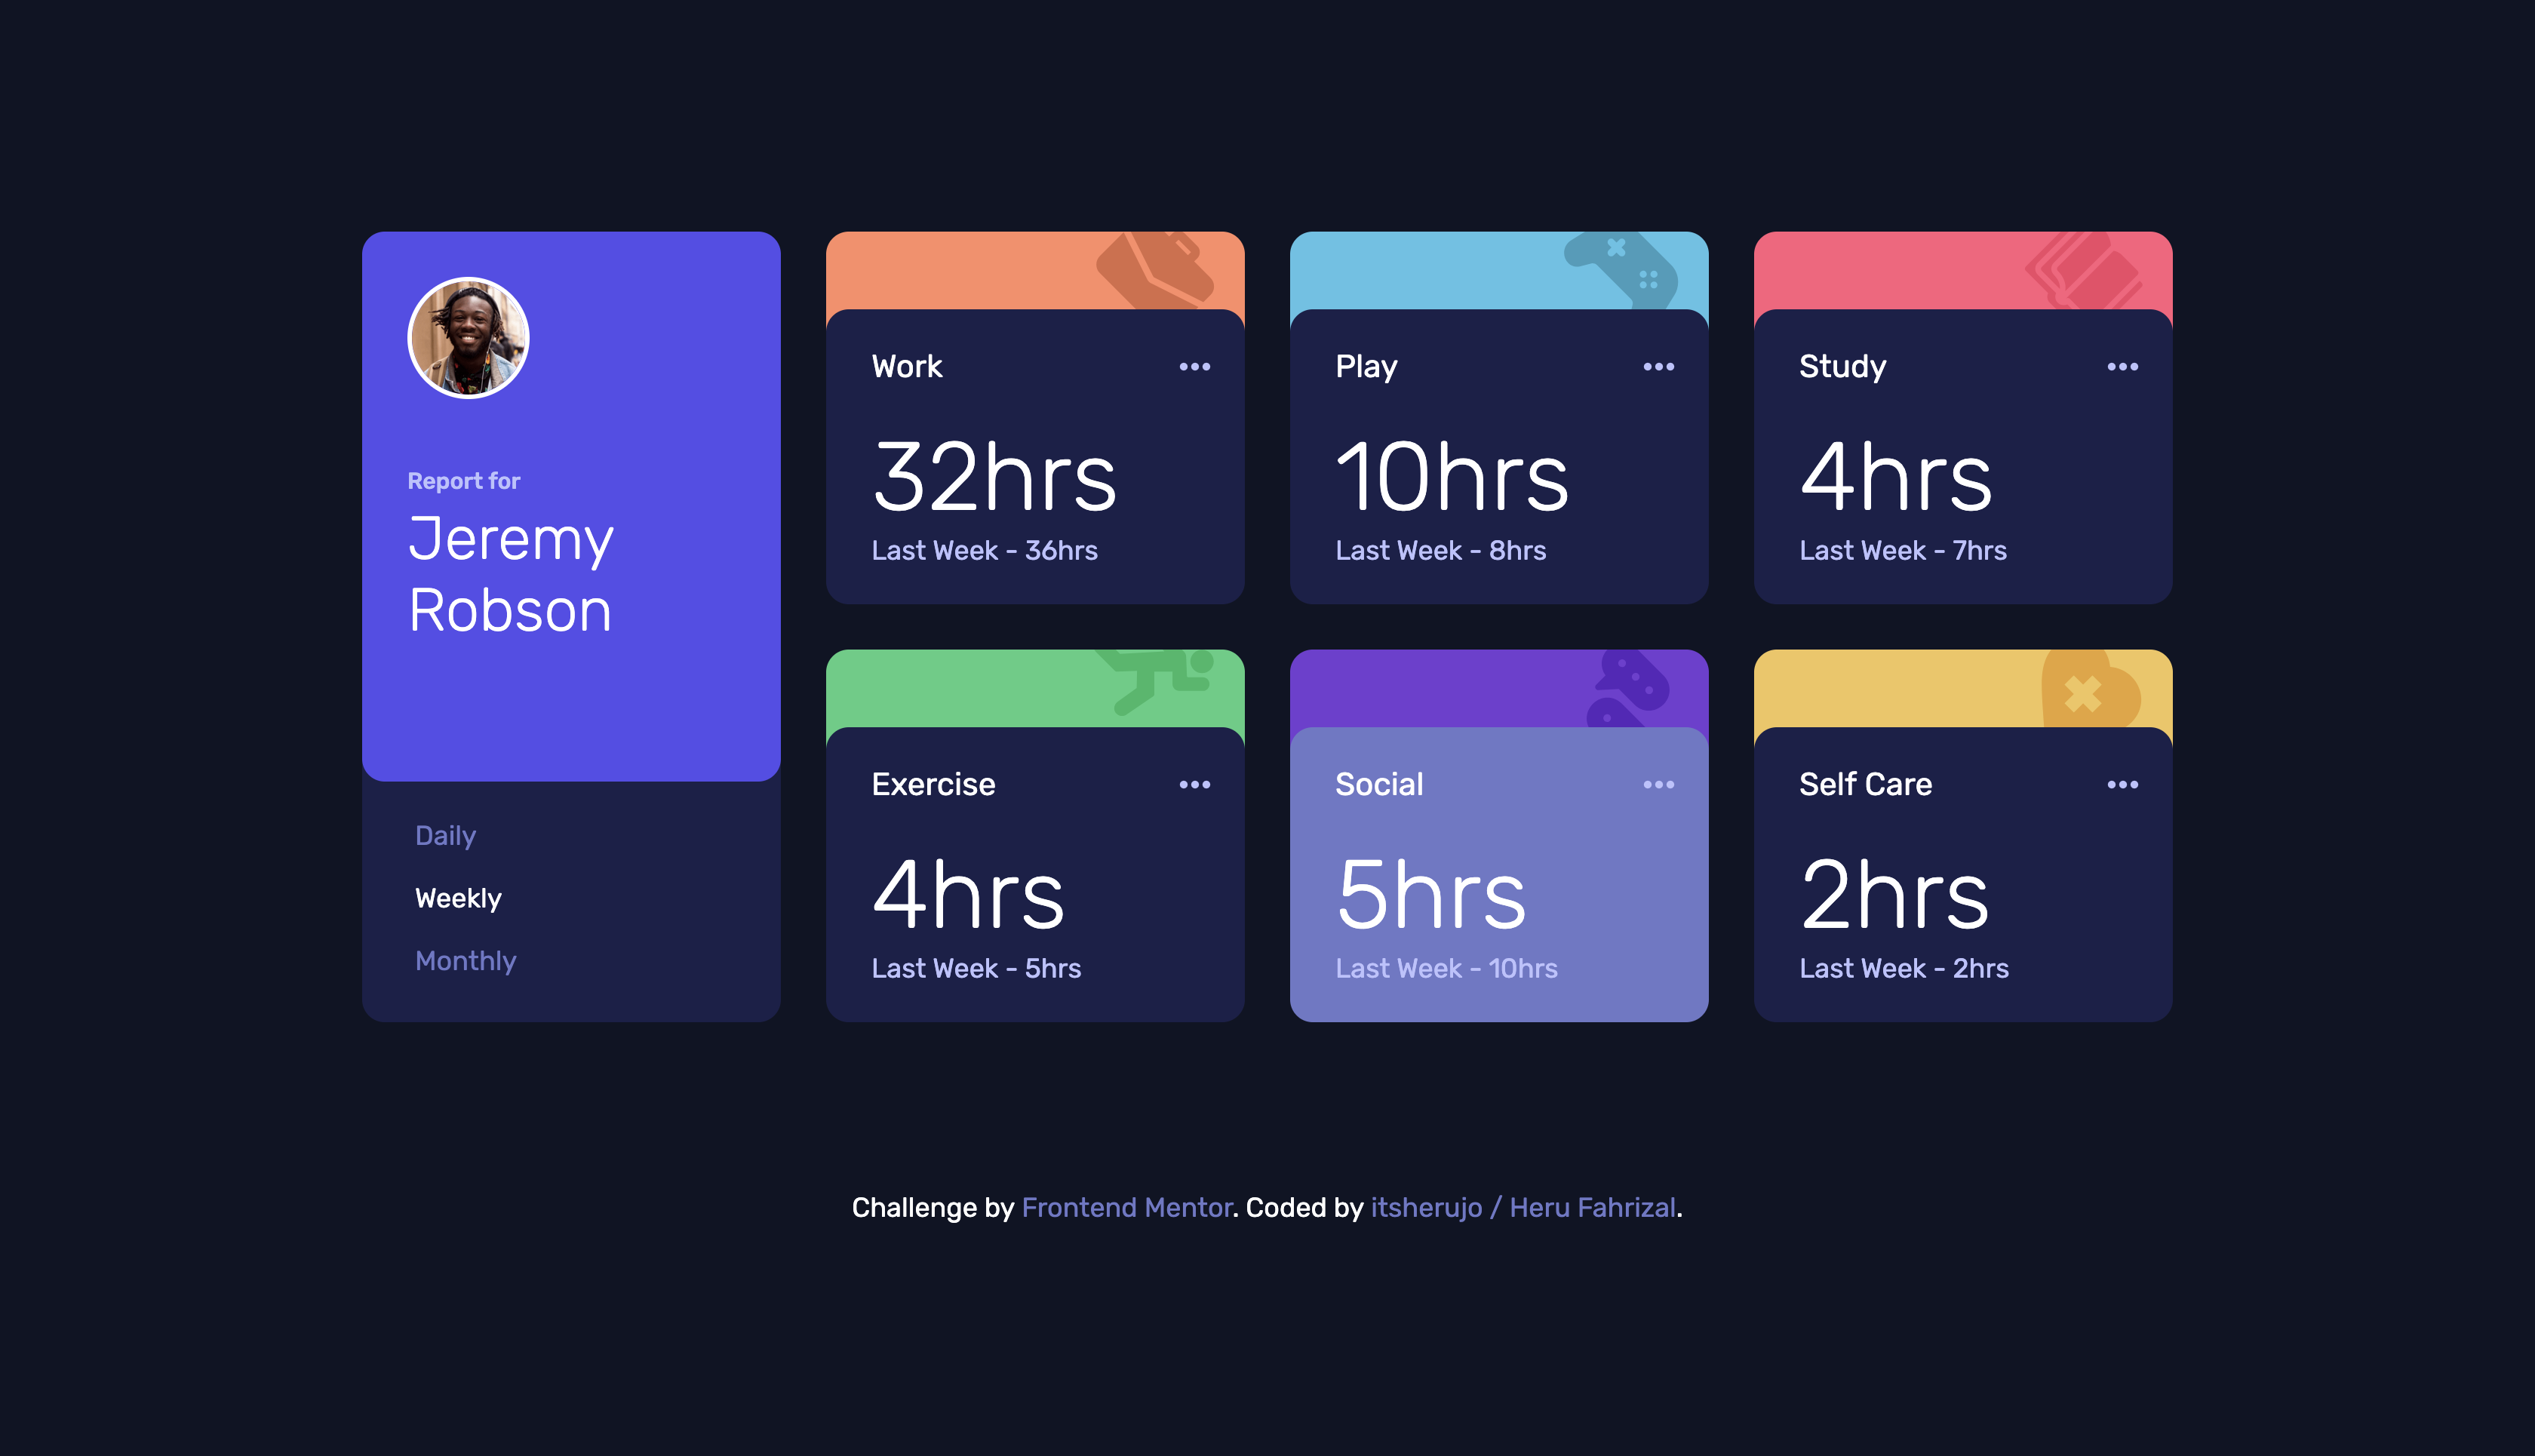 Report for
Jeremy
Robson
Daily
Weekly
Monthly
Work
32hrs
Last Week - 36hrs
Play
10hrs
Last Week - 8hrs
Study
4hrs
Last Week - 7hrs
Exercise
4hrs
Last Week - 5hrs
Social
5hrs
Last Week - 10hrs
Self Care
2hrs
Last Week - 2hrs
Challenge by Frontend Mentor. Coded by itsherujo / Heru Fahrizal.